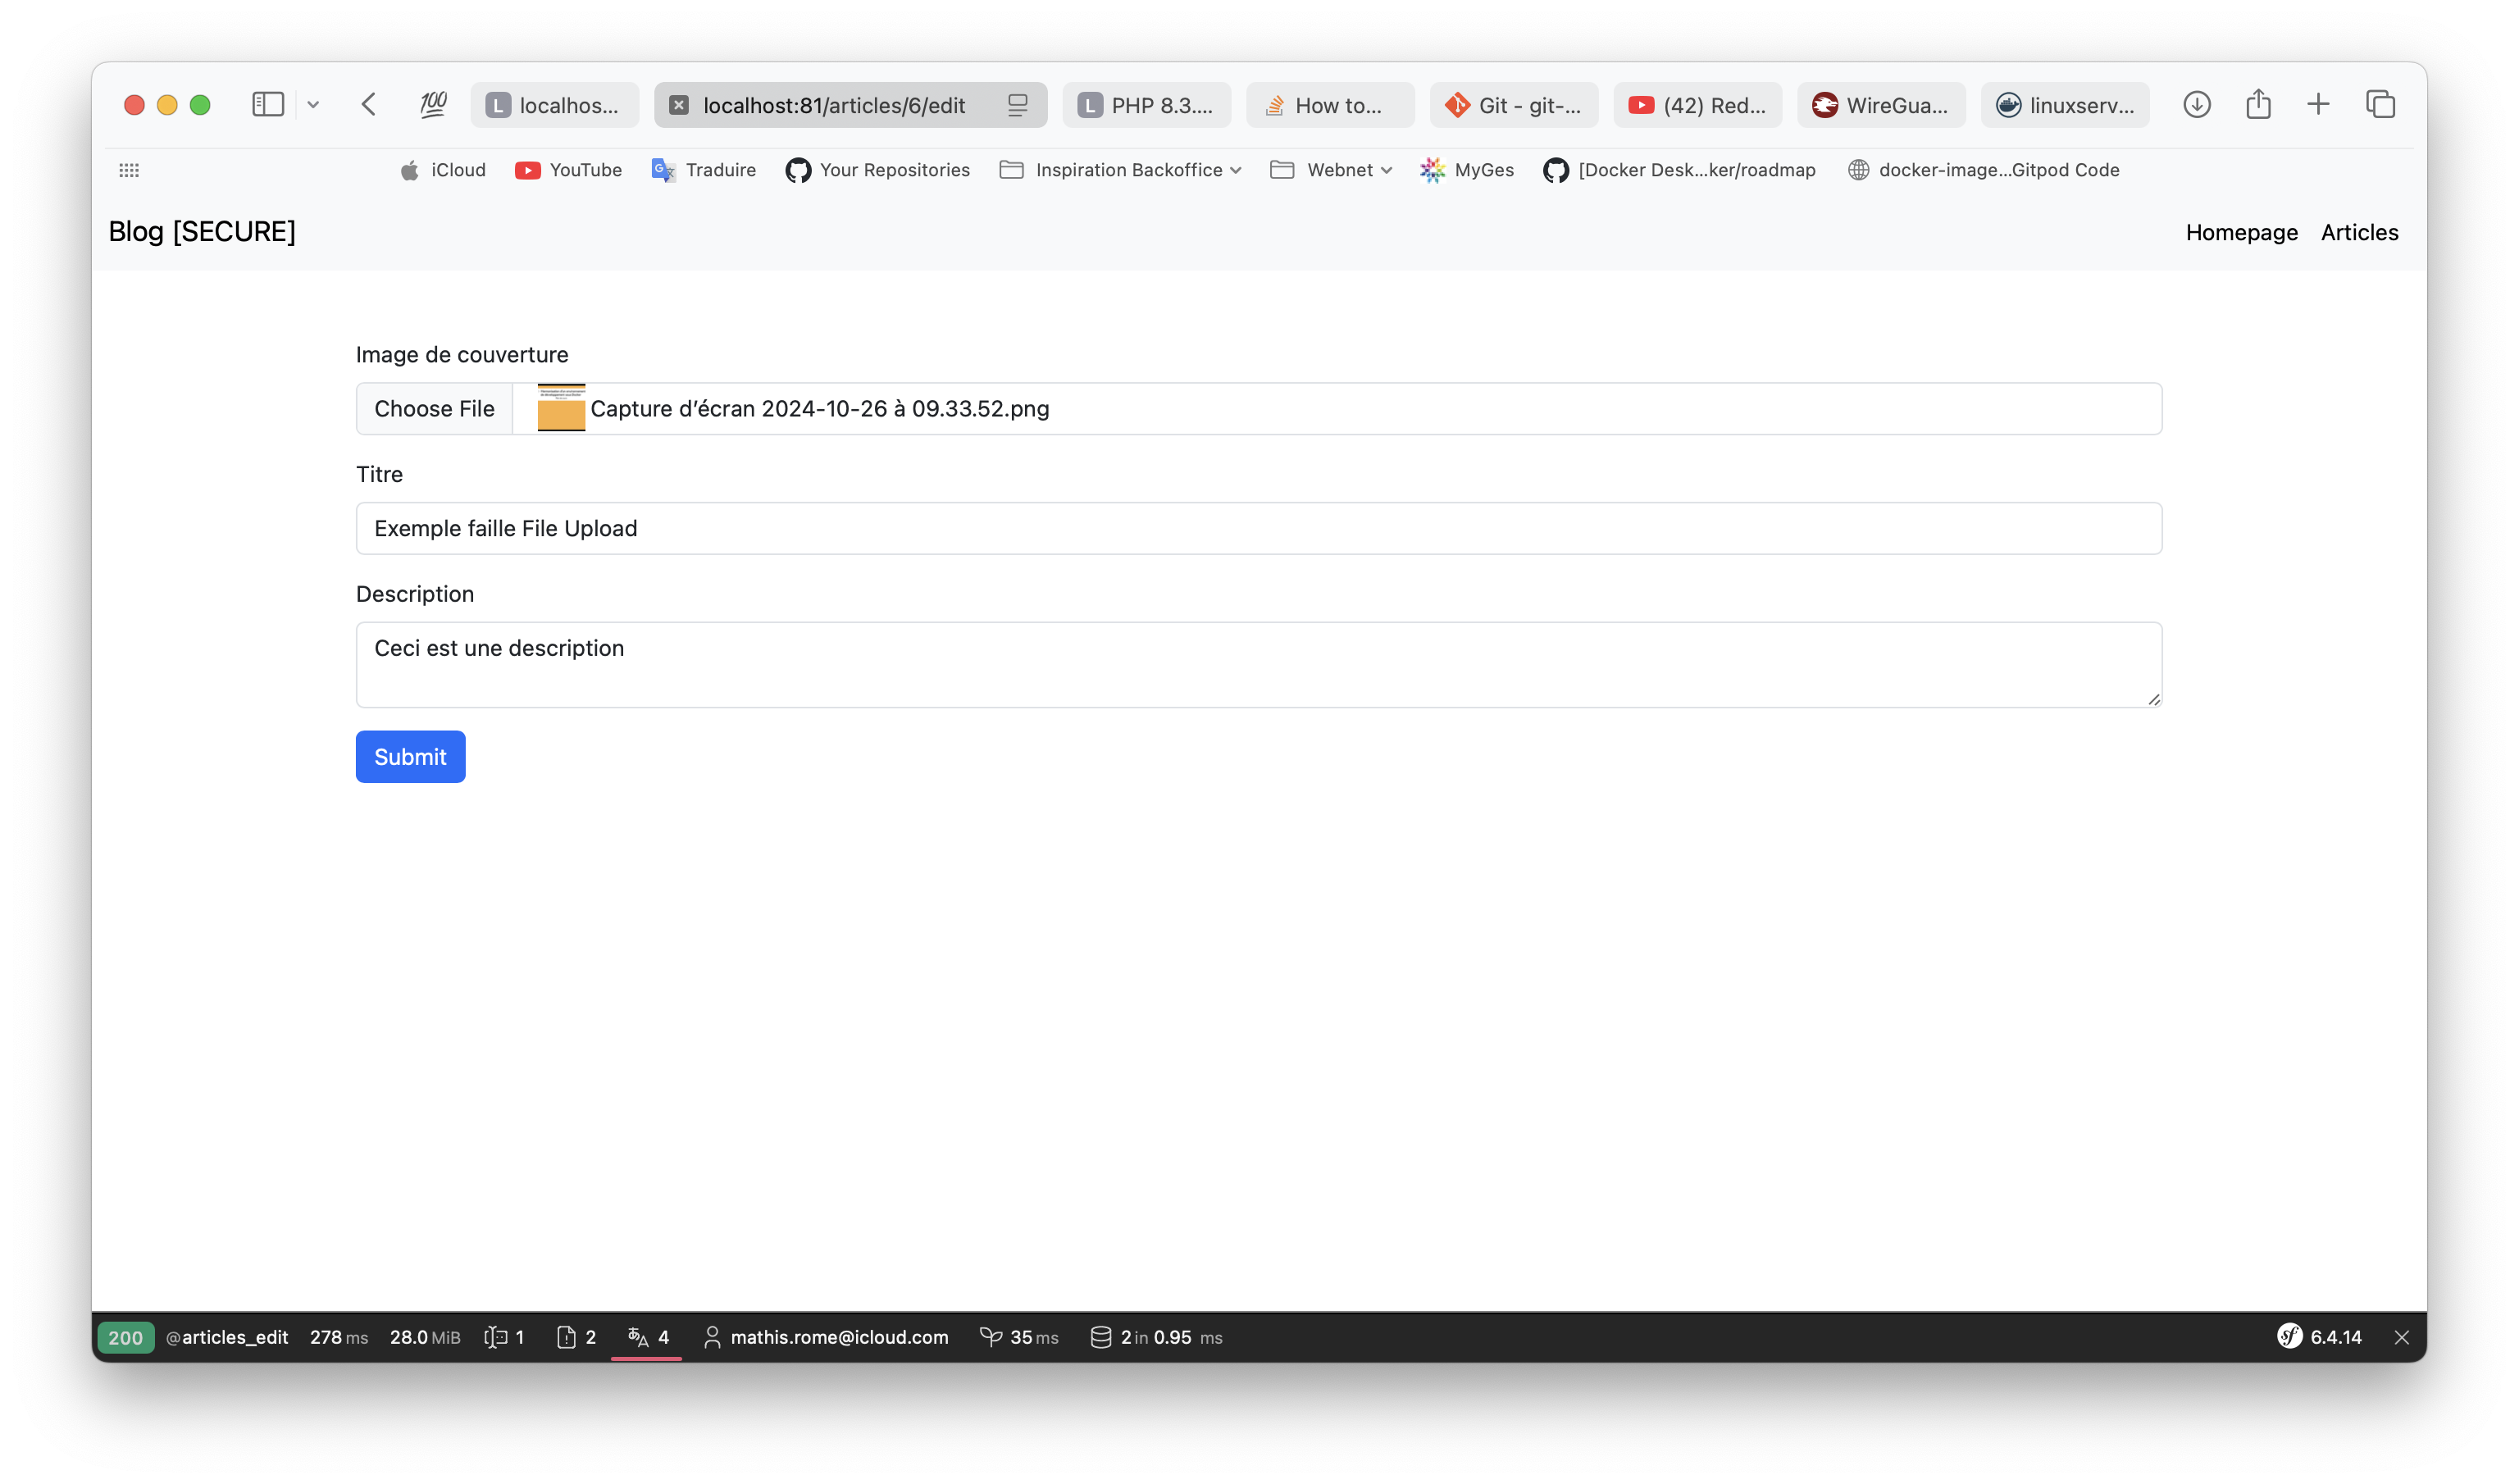 💯 L localhos... localhost:81/articles/6/edit L PHP 8.3.... How to... Git - git-... (42) Red... WireGua... linuxserv...
iCloud YouTube Traduire Your Repositories Inspiration Backoffice Webnet MyGes [Docker Desk...ker/roadmap docker-image...Gitpod Code
Blog [SECURE] Homepage Articles
Image de couverture
Choose File Capture d’écran 2024-10-26 à 09.33.52.png
Titre
Exemple faille File Upload
Description
Ceci est une description
Submit
200 @articles_edit 278 ms 28.0 MiB 1 2 4 mathis.rome@icloud.com 35 ms 2 in 0.95 ms sf 6.4.14